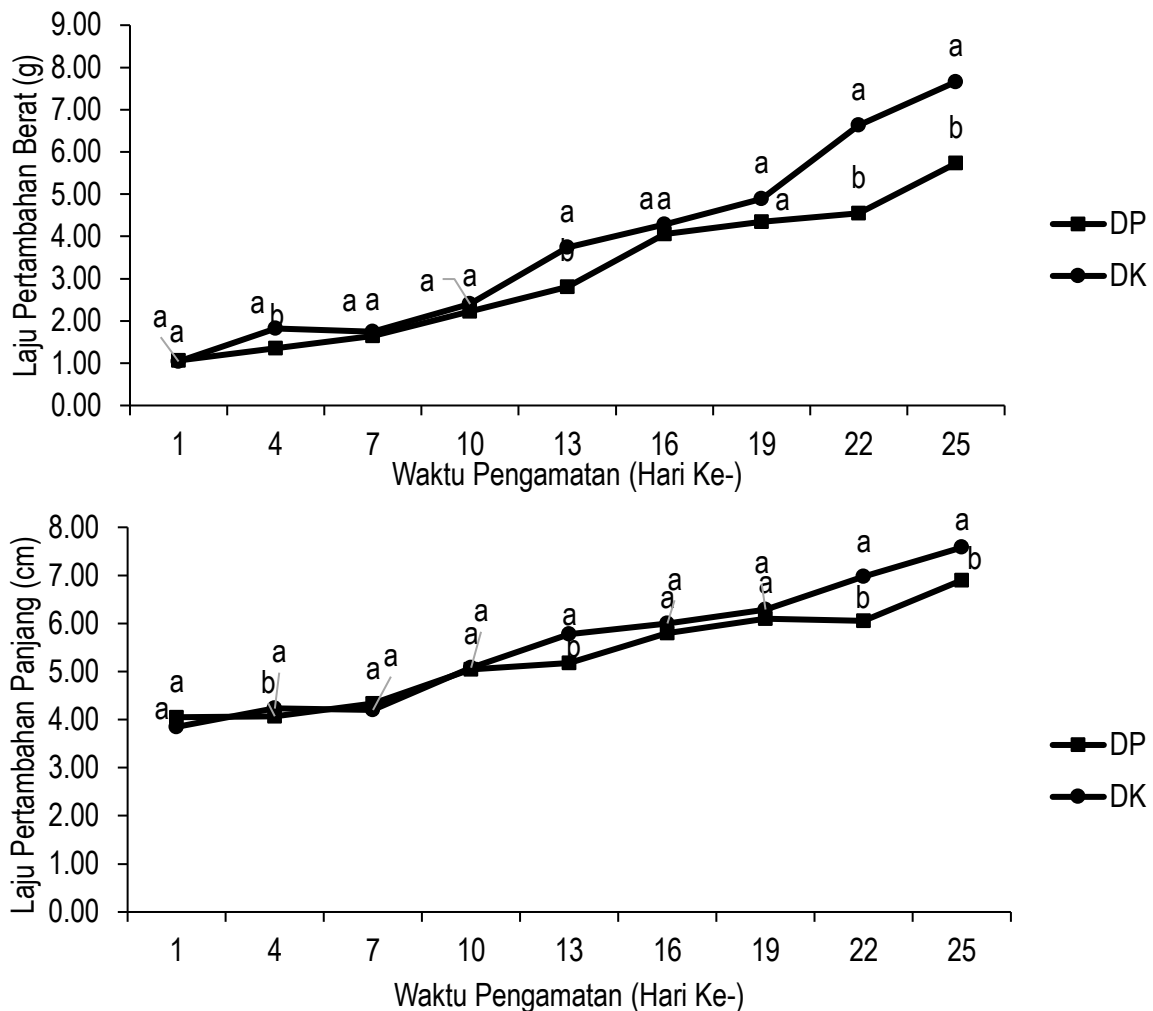 Laju Pertambahan Berat (g)
9.00
8.00
7.00
6.00
5.00
4.00
3.00
2.00
1.00
0.00
a
a
a
b
a
a
a
a
a
b
a
a
a
a
a
b
a
b
1 4 7 10 13 16 19 22 25
Waktu Pengamatan (Hari Ke-)
DP
DK
Laju Pertambahan Panjang (cm)
8.00
7.00
6.00
5.00
4.00
3.00
2.00
1.00
0.00
a
a
b
a
a
a
a
a
a
b
a
a
a
a
a
b
a
b
1 4 7 10 13 16 19 22 25
Waktu Pengamatan (Hari Ke-)
DP
DK